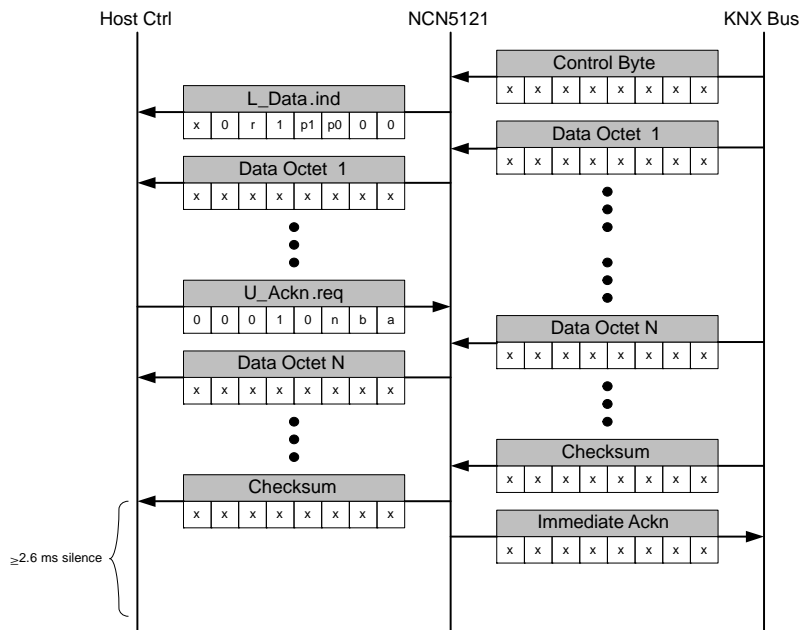 Host Ctrl NCN5121 KNX Bus
Control Byte
x x x x x x x x
L_Data.ind
x 0 r 1 p1 p0 0 0
Data Octet 1
x x x x x x x x
Data Octet 1
x x x x x x x x
U_Ackn.req
0 0 0 1 0 n b a
Data Octet N
x x x x x x x x
Data Octet N
x x x x x x x x
Checksum
x x x x x x x x
Checksum
x x x x x x x x
Immediate Ackn
x x x x x x x x
≥2.6 ms silence